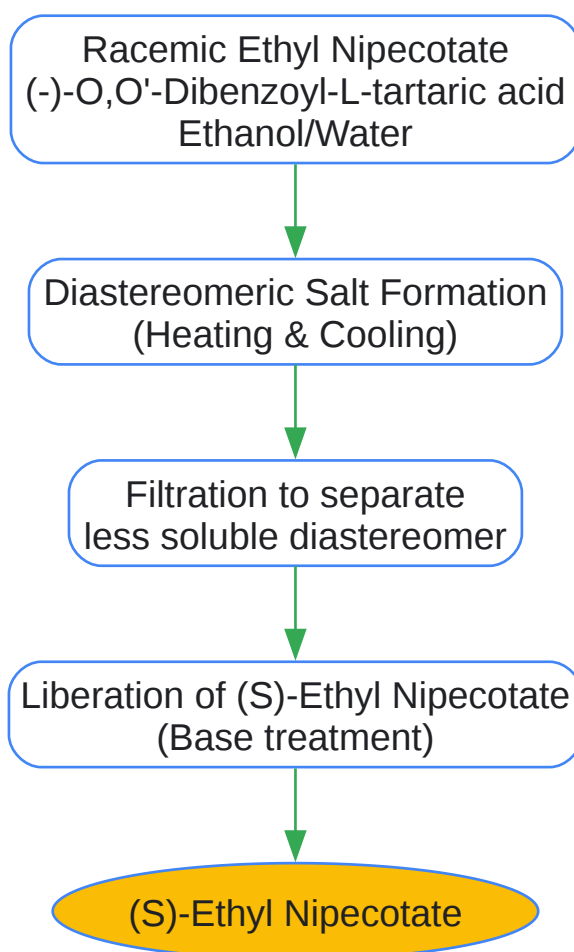 Racemic Ethyl Nipecotate
(-)-O,O'-Dibenzoyl-L-tartaric acid
Ethanol/Water
Diastereomeric Salt Formation
(Heating & Cooling)
Filtration to separate
less soluble diastereomer
Liberation of (S)-Ethyl Nipecotate
(Base treatment)
(S)-Ethyl Nipecotate